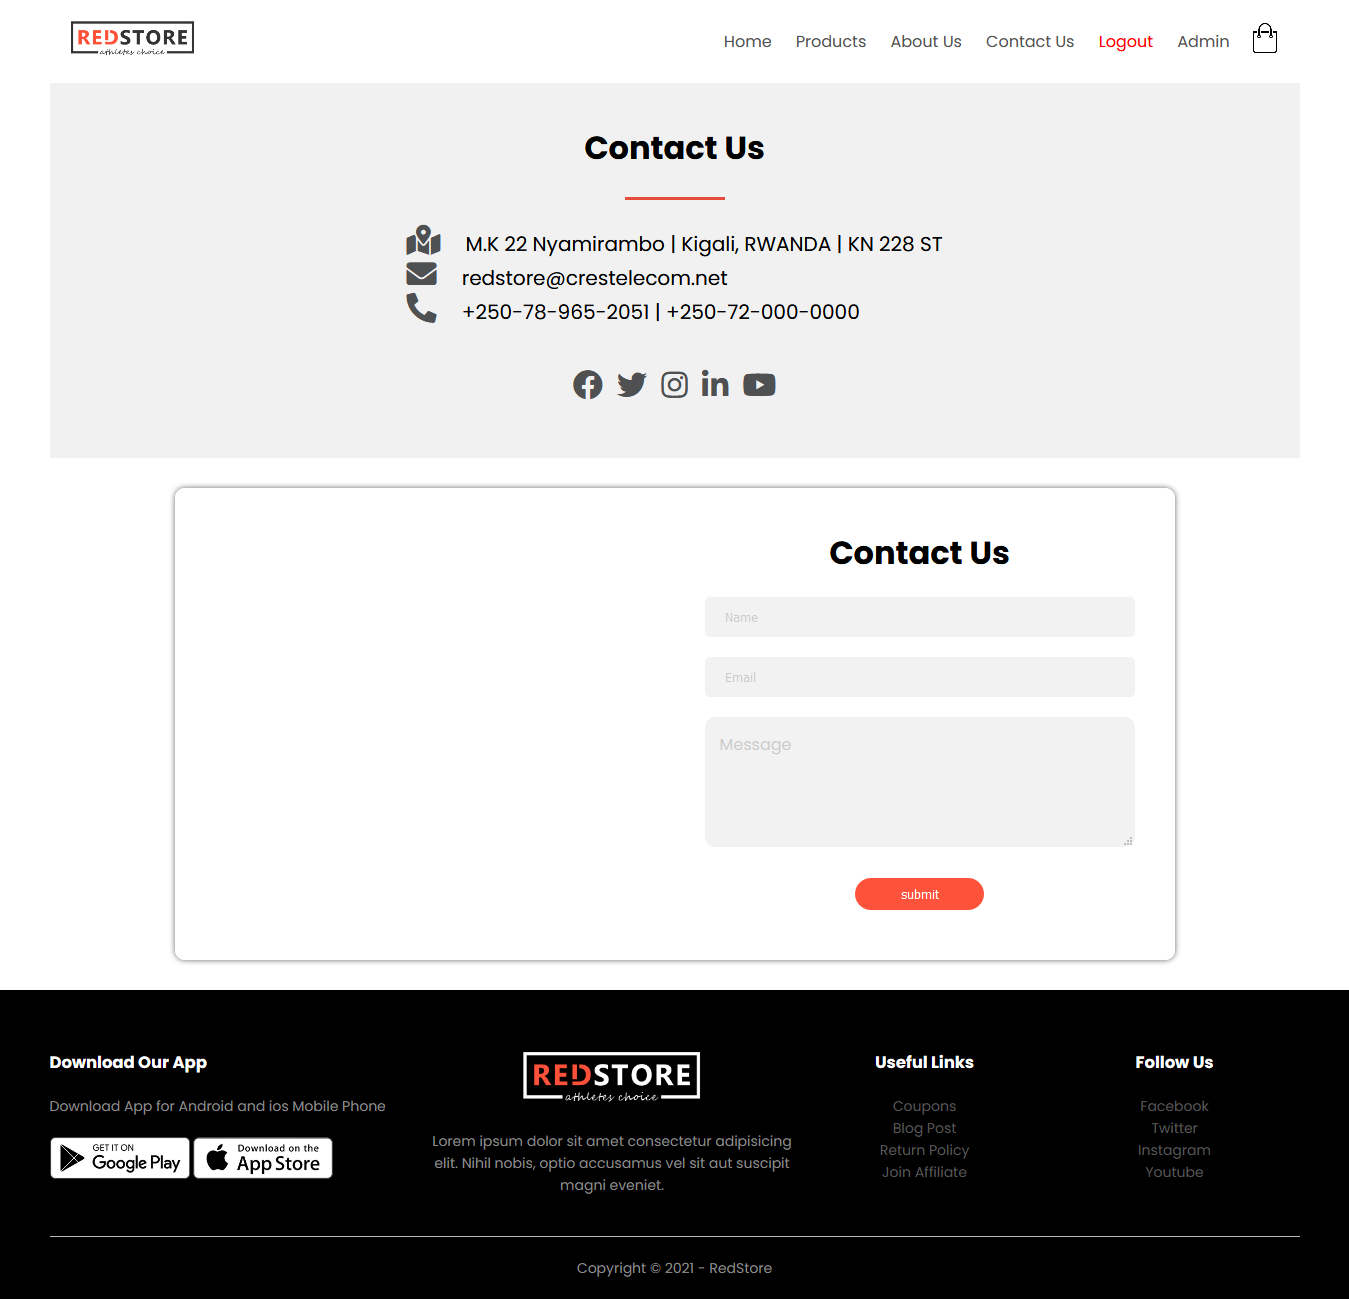 REDSTORE
athletes choice
Home Products About Us Contact Us Logout Admin
Contact Us
M.K 22 Nyamirambo | Kigali, RWANDA | KN 228 ST
redstore@crestelecom.net
+250-78-965-2051 | +250-72-000-0000
Contact Us
Name
Email
Message
submit
Download Our App
Download App for Android and ios Mobile Phone
GET IT ON
Google Play
Download on the
App Store
REDSTORE
athletes choice
Lorem ipsum dolor sit amet consectetur adipisicing
elit. Nihil nobis, optio accusamus vel sit aut suscipit
magni eveniet.
Useful Links
Coupons
Blog Post
Return Policy
Join Affiliate
Follow Us
Facebook
Twitter
Instagram
Youtube
Copyright © 2021 - RedStore